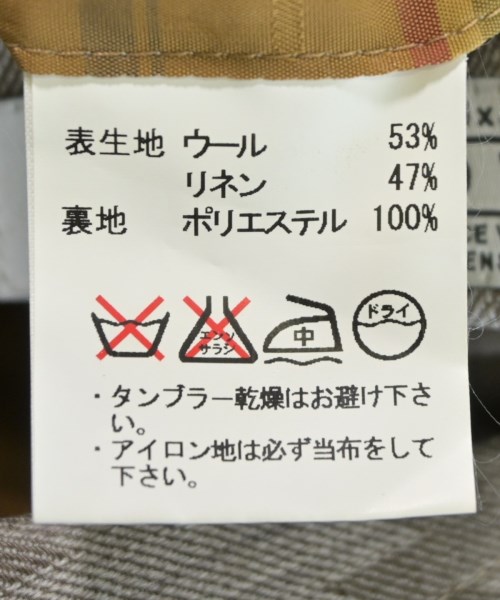 表生地 ウール 53%
リネン 47%
裏地 ポリエステル 100%
エンソ
サラシ
中
ドライ
・タンブラー乾燥はお避け下さ
い。
・アイロン地は必ず当布をして
下さい。